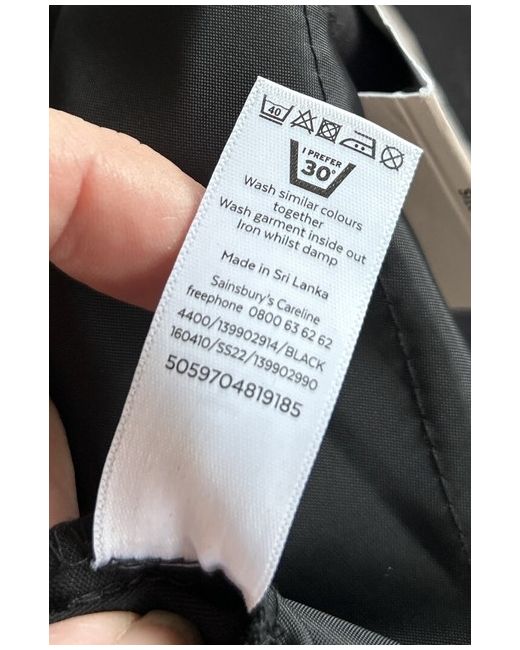 40
I PREFER
30°
Wash similar colours
together
Wash garment inside out
Iron whilst damp
Made in Sri Lanka
Sainsbury's Careline
freephone 0800 63 62 62
4400/139902914/BLACK
160410/SS22/139902990
5059704819185